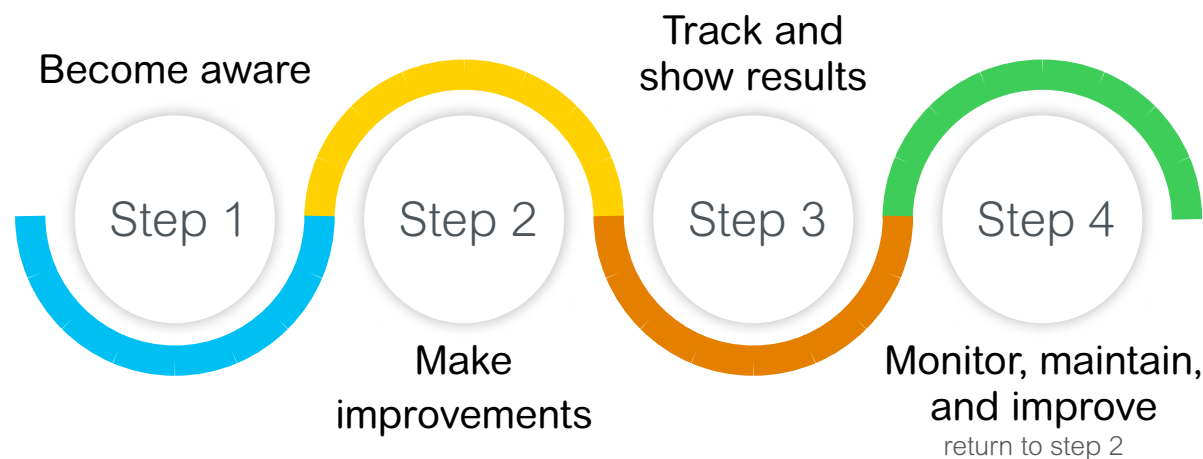 Become aware
Step 1
Step 2
Make
improvements
Track and
show results
Step 3
Step 4
Monitor, maintain,
and improve
return to step 2